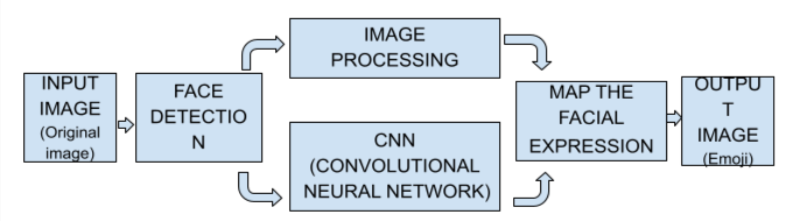 INPUT
IMAGE
(Original
image)
FACE
DETECTIO
N
IMAGE
PROCESSING
CNN
(CONVOLUTIONAL
NEURAL NETWORK)
MAP THE
FACIAL
EXPRESSION
OUTPU
T
IMAGE
(Emoji)